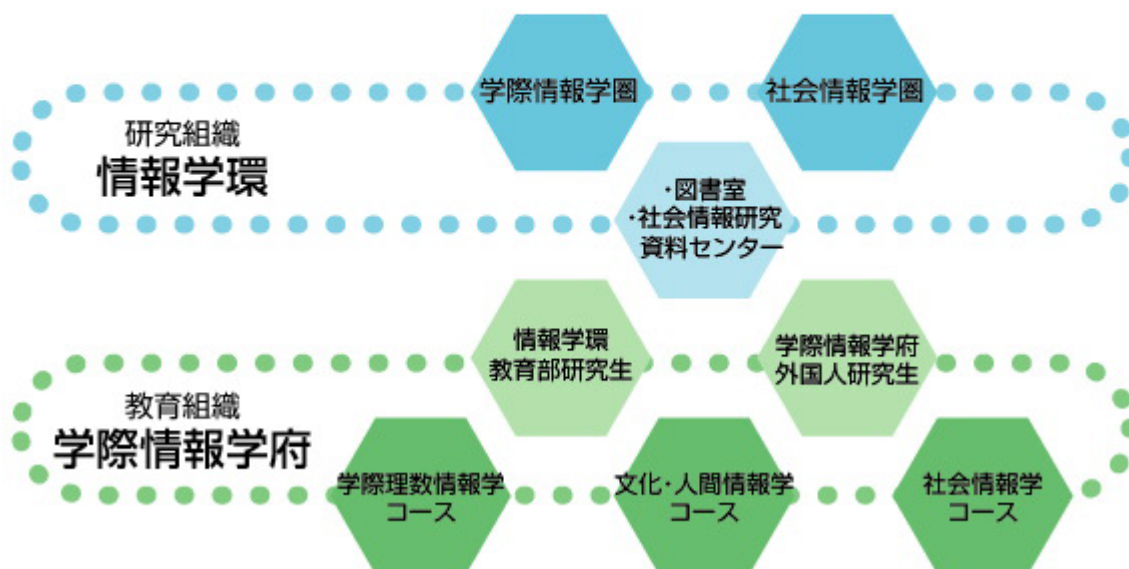 学際情報学圏
社会情報学圏
研究組織
情報学環
・図書室
・社会情報研究
資料センター
情報学環
教育部研究生
学際情報学府
外国人研究生
教育組織
学際情報学府
学際理数情報学
コース
文化・人間情報学
コース
社会情報学
コース